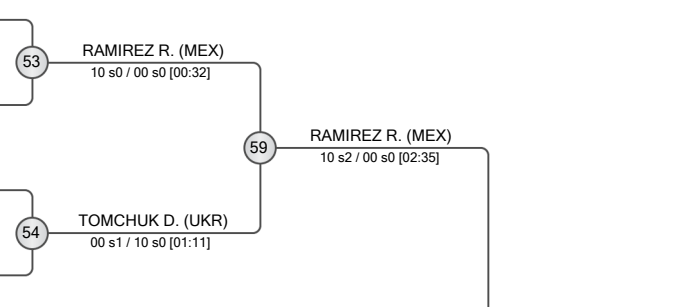 RAMIREZ R. (MEX)
53
10 s0 / 00 s0 [00:32]
RAMIREZ R. (MEX)
59
10 s2 / 00 s0 [02:35]
TOMCHUK D. (UKR)
54
00 s1 / 10 s0 [01:11]